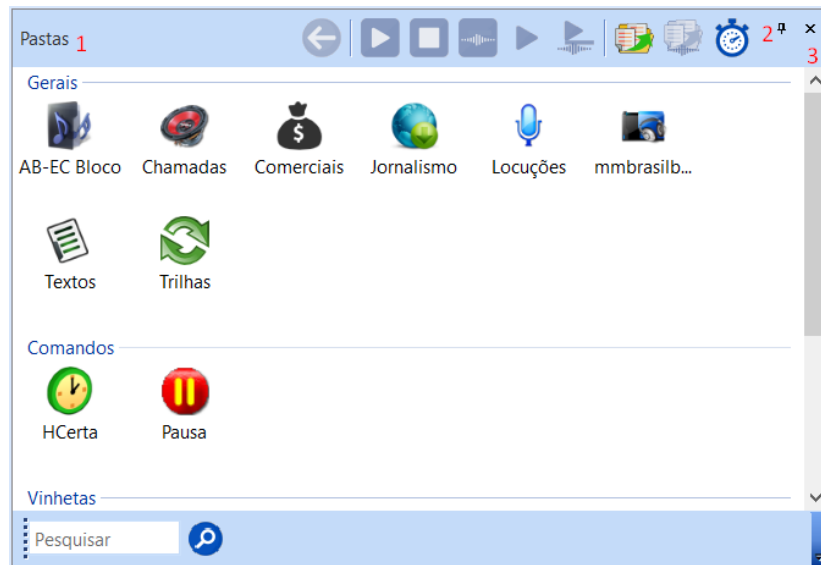 Pastas 1 2 3
Gerais
AB-EC Bloco Chamadas Comerciais Jornalismo Locuções mmbrasilb...
Textos Trilhas
Comandos
HCerta Pausa
Vinhetas
Pesquisar